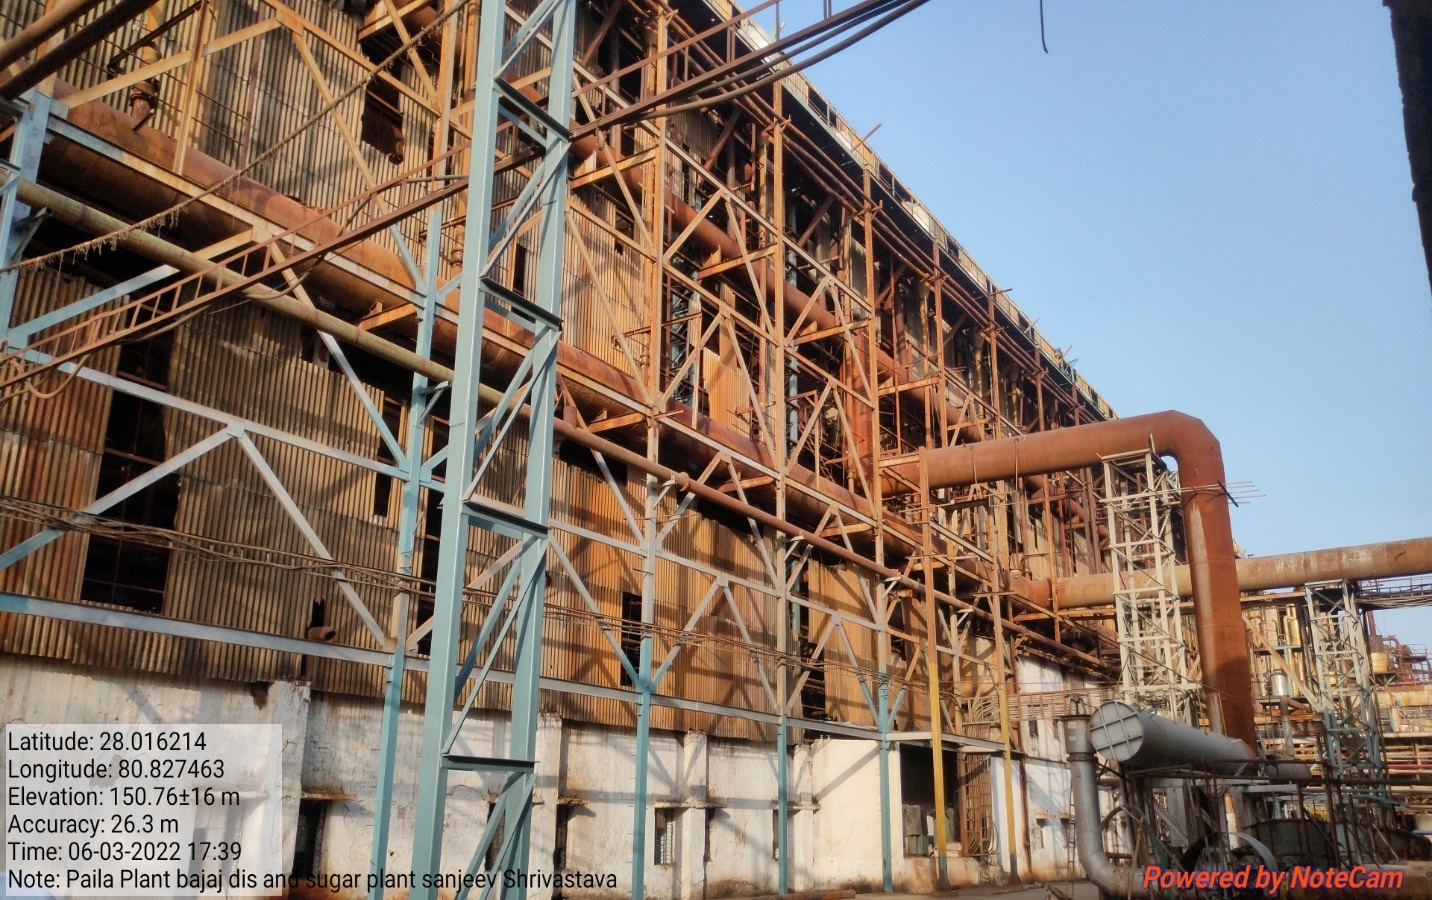 Latitude: 28.016214
Longitude: 80.827463
Elevation: 150.76±16 m
Accuracy: 26.3 m
Time: 06-03-2022 17:39
Note: Paila Plant bajaj dis and sugar plant sanjeev Shrivastava
Powered by NoteCam